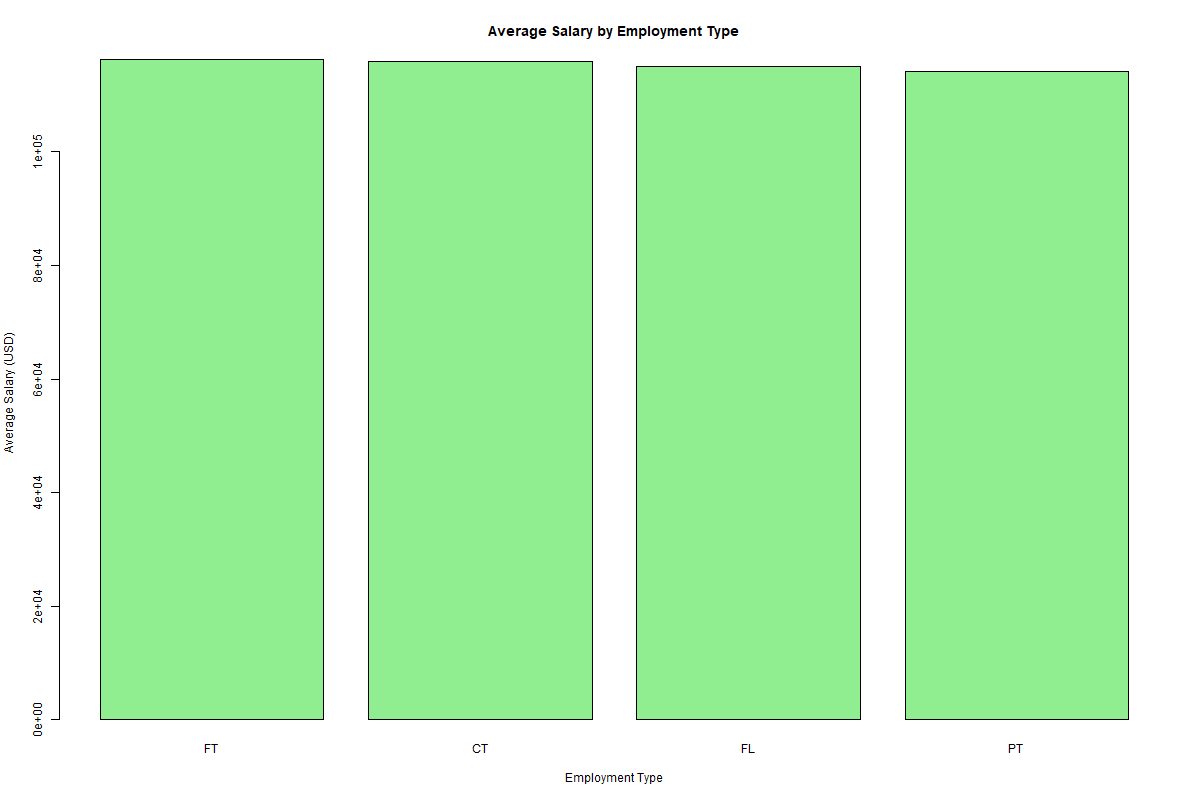 Average Salary by Employment Type
1e+05
8e+04
6e+04
4e+04
2e+04
0e+00
Average Salary (USD)
FT
CT
FL
PT
Employment Type